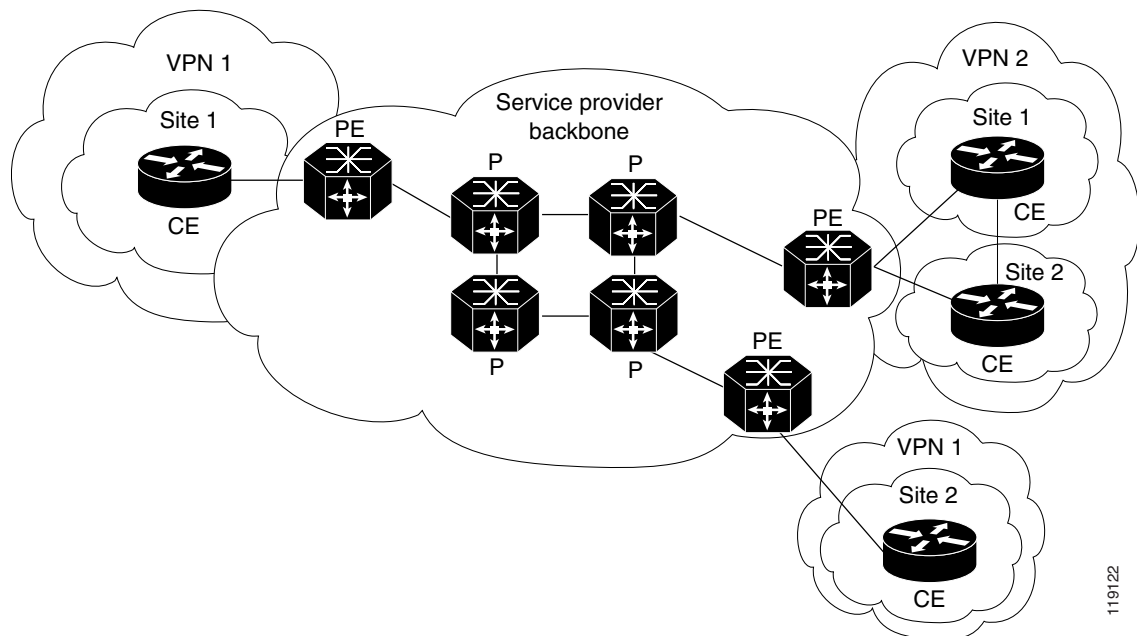 VPN 1
Site 1
CE
PE
Service provider
backbone
P
P
P
P
PE
PE
VPN 2
Site 1
CE
Site 2
CE
VPN 1
Site 2
CE
119122